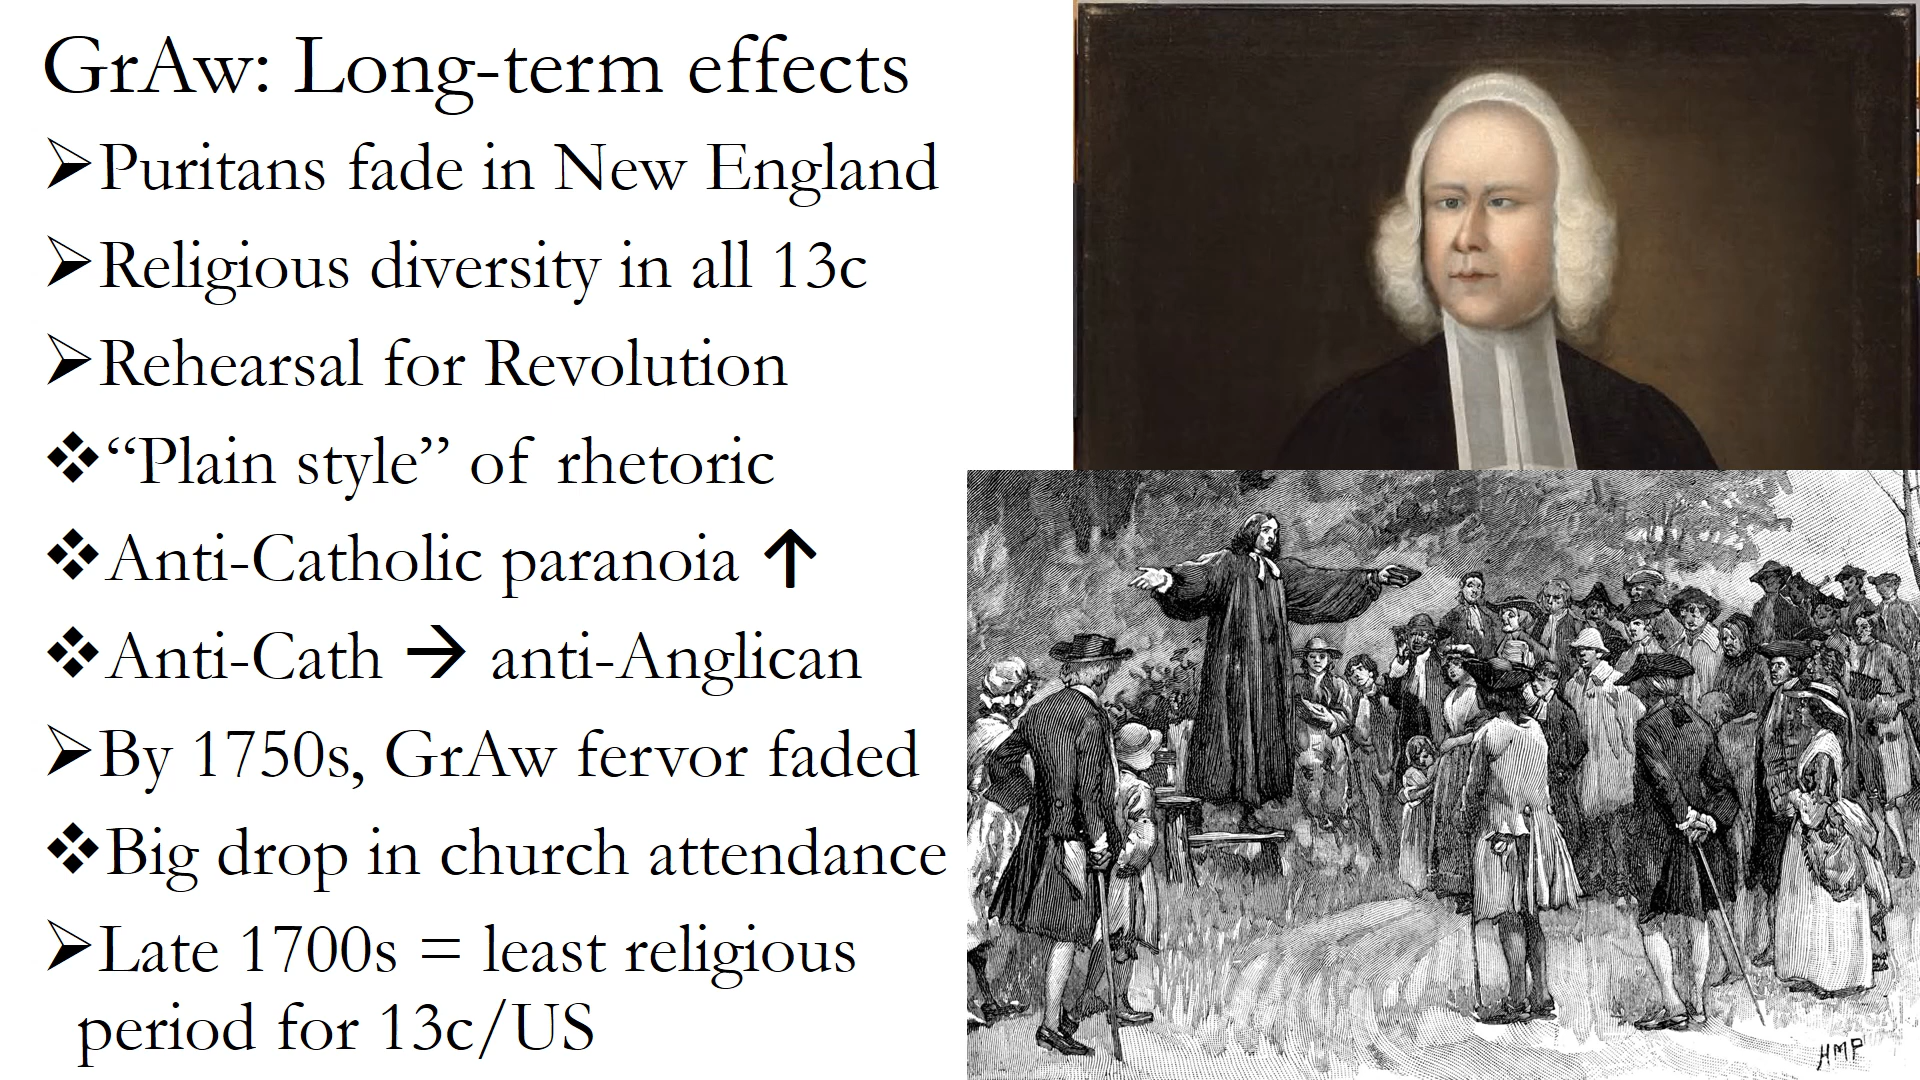 GrAw: Long-term effects
➢Puritans fade in New England
➢Religious diversity in all 13c
➢Rehearsal for Revolution
❖“Plain style” of rhetoric
❖Anti-Catholic paranoia ↑
❖Anti-Cath → anti-Anglican
➢By 1750s, GrAw fervor faded
❖Big drop in church attendance
➢Late 1700s = least religious
period for 13c/US
HMP